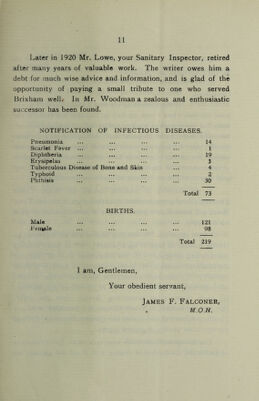 11
Later in 1920 Mr. Lowe, your Sanitary Inspector, retired
after many years of valuable work. The writer owes him a
debt for much wise advice and information, and is glad of the
opportunity of paying a small tribute to one who served
Brixham well. In Mr. Woodman a zealous and enthusiastic
successor has been found.
NOTIFICATION OF INFECTIOUS DISEASES.
Pneumonia ... ... ... ... 14
Scarlet Fever ... ... ... ... 1
Diphtheria ... ... ... ... 19
Erysipelas ... ... ... ... 3
Tuberculous Disease of Bone and Skin ... 4
Typhoid ... ... ... ... 2
Phthisis ... ... ... ... 30
Total 73
BIRTHS.
Male ... ... ... ... 121
Female ... ... ... ... 98
Total 219
I am, Gentlemen,
Your obedient servant,
JAMES F. FALCONER,
M.O.H.